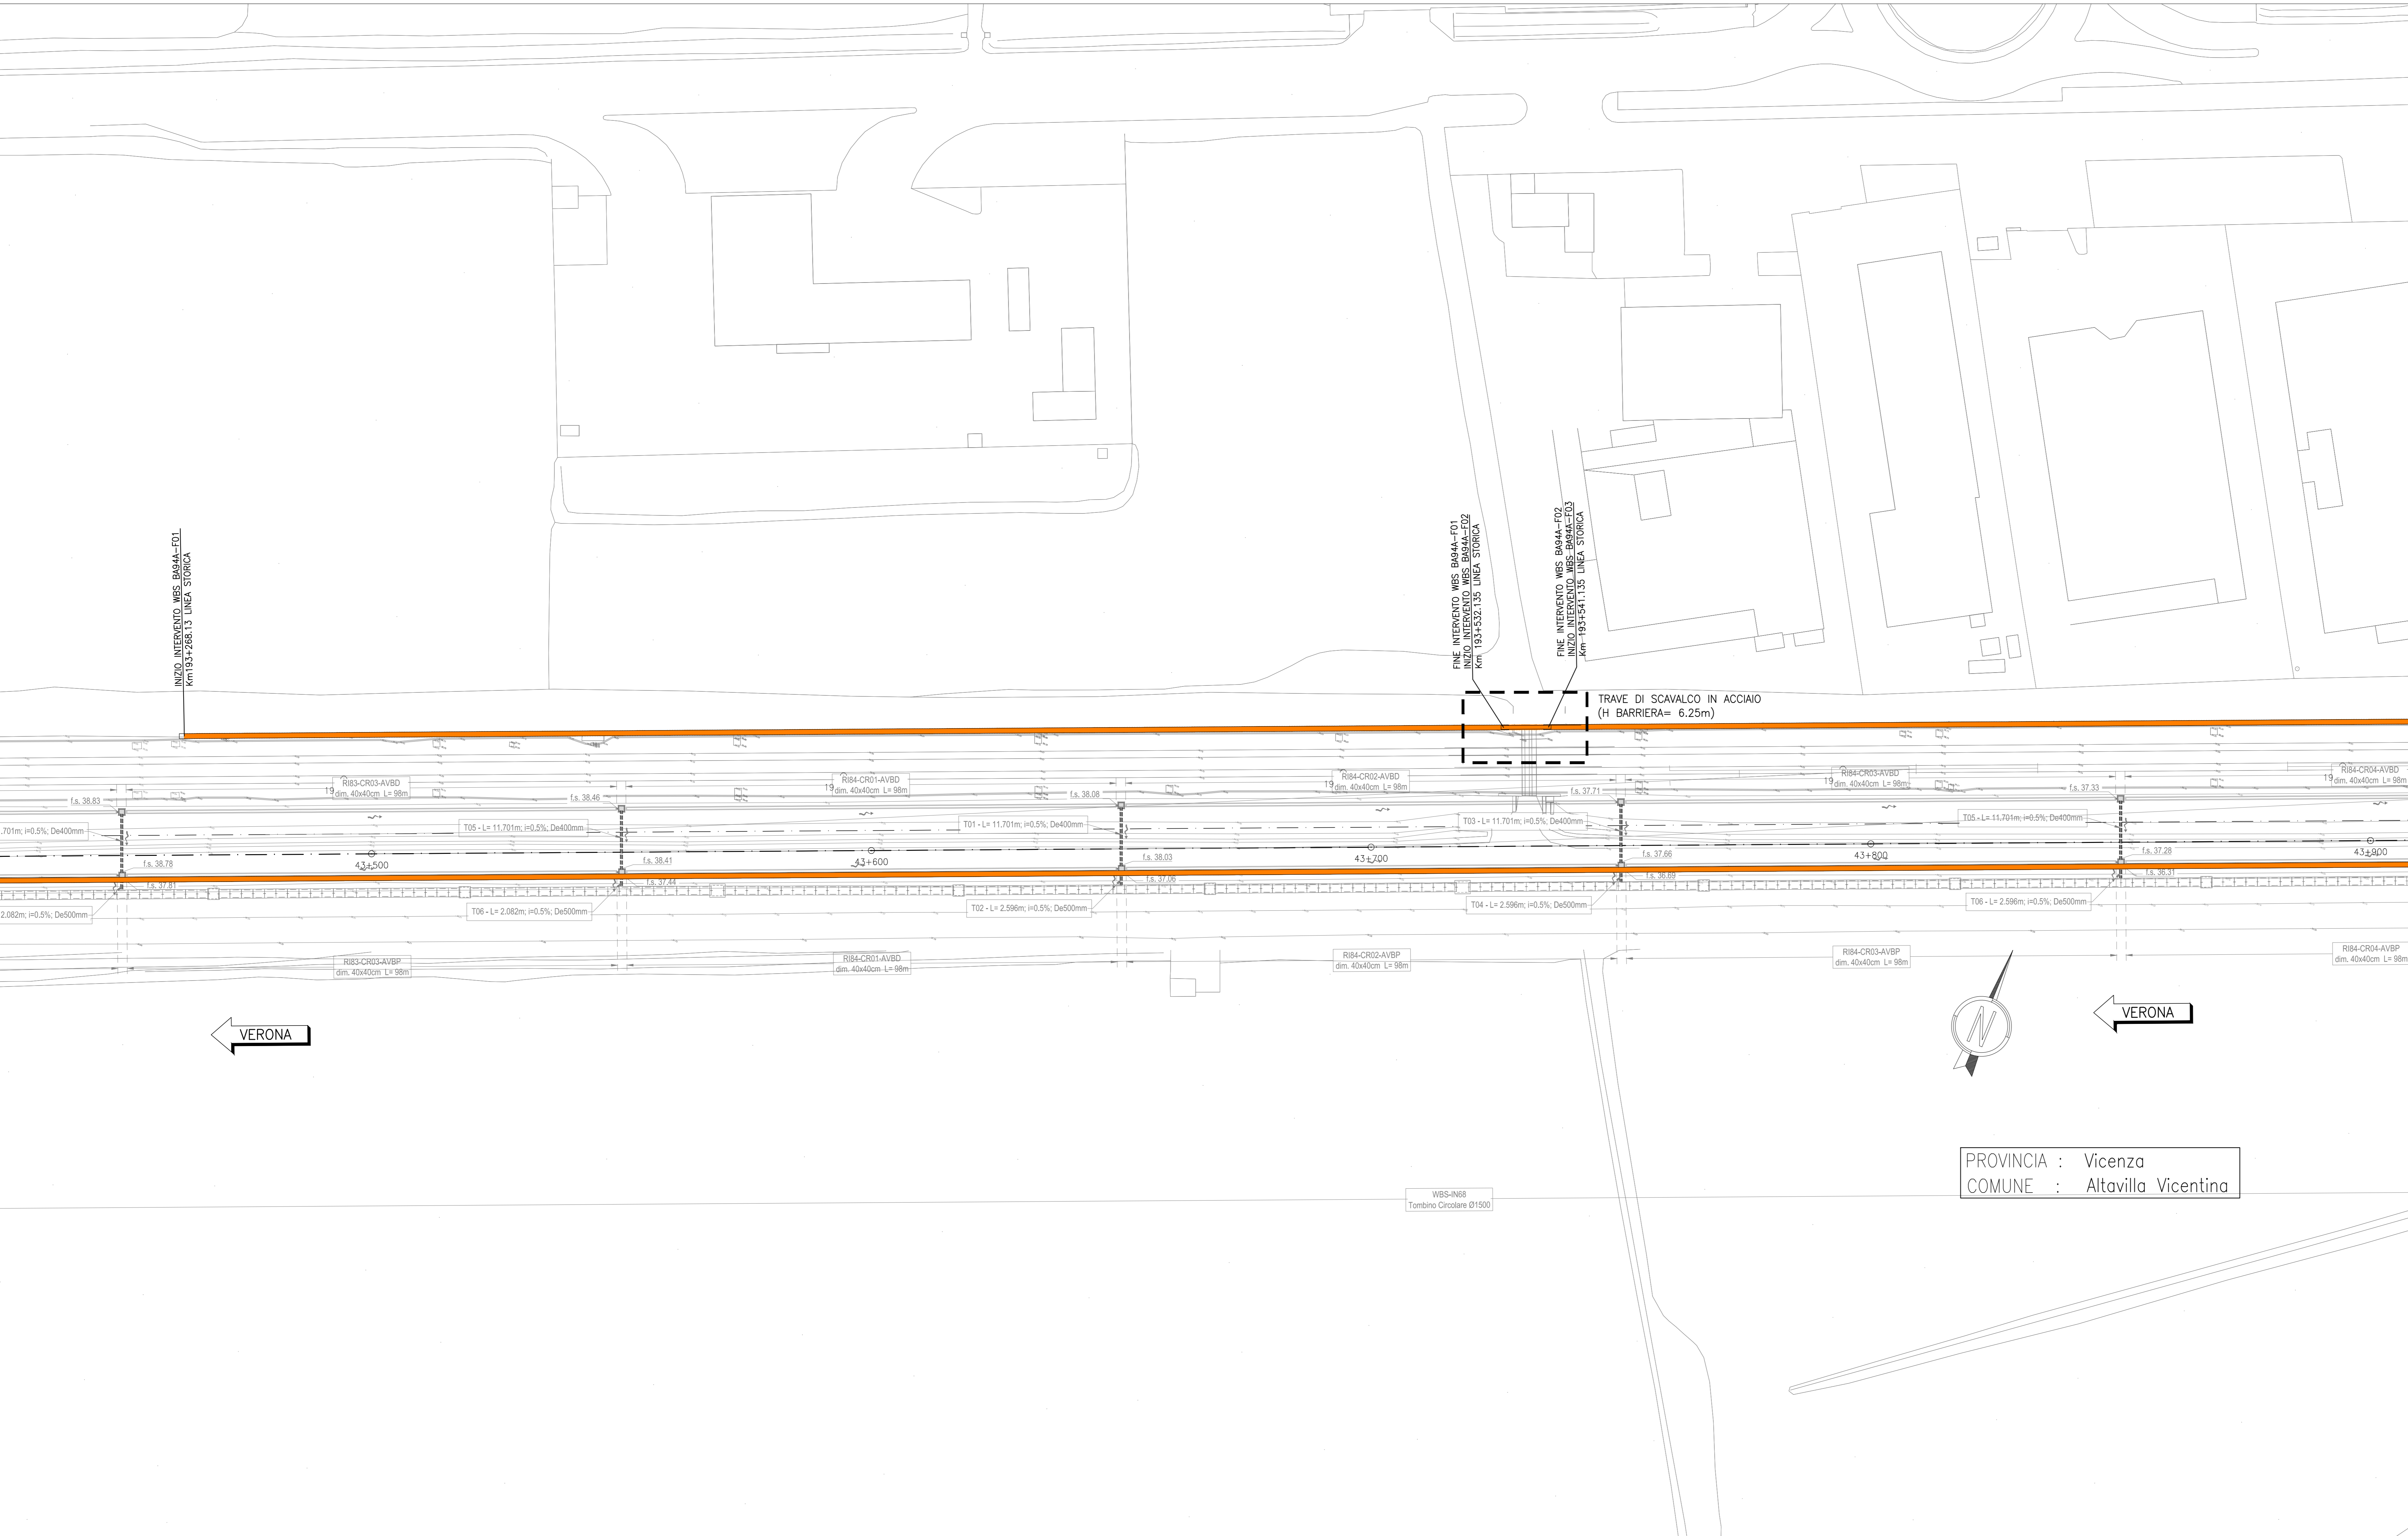 INIZIO INTERVENTO WBS BA94A-F01
Km193+268.13 LINEA STORICA
FINE INTERVENTO WBS BA94A-F01
INIZIO INTERVENTO WBS BA94A-F02
Km 193+532.135 LINEA STORICA
FINE INTERVENTO WBS BA94A-F02
INIZIO INTERVENTO WBS BA94A-F03
Km 193+541.135 LINEA STORICA
TRAVE DI SCAVALCO IN ACCIAIO
(H BARRIERA= 6.25m)
RI83-CR03-AVBD
dim. 40x40cm L= 98m
RI84-CR01-AVBD
dim. 40x40cm L= 98m
RI84-CR02-AVBD
dim. 40x40cm L= 98m
RI84-CR03-AVBD
dim. 40x40cm L= 98m
RI84-CR04-AVBD
dim. 40x40cm L= 98m
19
19
19
19
19
f.s. 38.83
f.s. 38.46
f.s. 38.08
f.s. 37.71
f.s. 37.33
.701m; i=0.5%; De400mm
T05 - L= 11.701m; i=0.5%; De400mm
T01 - L= 11.701m; i=0.5%; De400mm
T03 - L= 11.701m; i=0.5%; De400mm
T05 - L= 11.701m; i=0.5%; De400mm
43+500
43+600
43+700
43+800
43+900
f.s. 38.78
f.s. 38.41
f.s. 38.03
f.s. 37.66
f.s. 37.28
f.s. 37.81
f.s. 37.44
f.s. 37.06
f.s. 36.69
f.s. 36.31
2.082m; i=0.5%; De500mm
T06 - L= 2.082m; i=0.5%; De500mm
T02 - L= 2.596m; i=0.5%; De500mm
T04 - L= 2.596m; i=0.5%; De500mm
T06 - L= 2.596m; i=0.5%; De500mm
RI83-CR03-AVBP
dim. 40x40cm L= 98m
RI84-CR01-AVBD
dim. 40x40cm L= 98m
RI84-CR02-AVBP
dim. 40x40cm L= 98m
RI84-CR03-AVBP
dim. 40x40cm L= 98m
RI84-CR04-AVBP
dim. 40x40cm L= 98m
VERONA
N
VERONA
PROVINCIA : Vicenza
COMUNE : Altavilla Vicentina
WBS-IN68
Tombino Circolare Ø1500